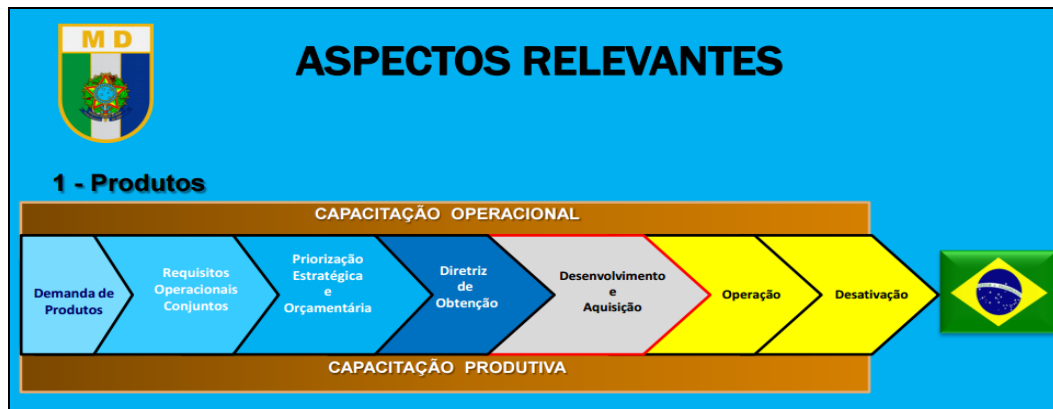 M D
ASPECTOS RELEVANTES
1 - Produtos
CAPACITAÇÃO OPERACIONAL
Demanda de
Produtos
Requisitos
Operacionais
Conjuntos
Priorização
Estratégica
e
Orçamentária
Diretriz
de
Obtenção
Desenvolvimento
e
Aquisição
Operação
Desativação
CAPACITAÇÃO PRODUTIVA